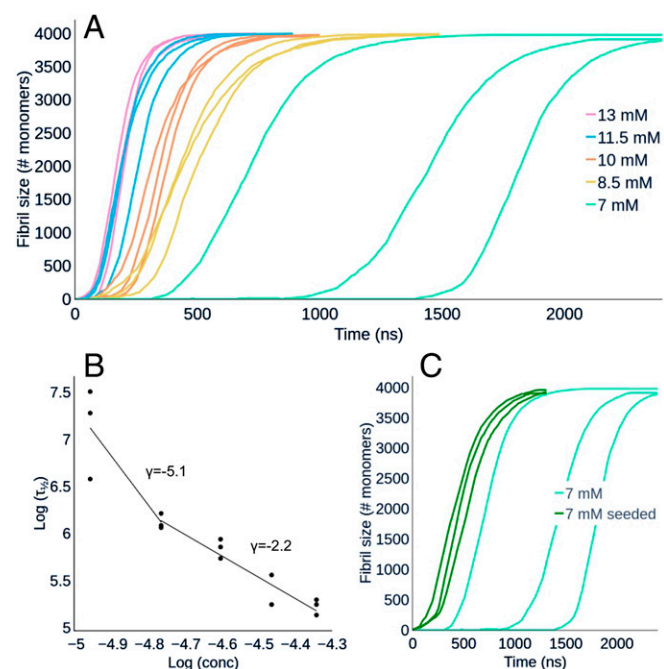 A
Fibril size (# monomers)
4000
3500
3000
2500
2000
1500
1000
500
0
13 mM
11.5 mM
10 mM
8.5 mM
7 mM
0 500 1000 1500 2000
Time (ns)
B
Log (τ½)
7.5
7
6.5
6
5.5
5
γ=-5.1
γ=-2.2
−5 −4.9 −4.8 −4.7 −4.6 −4.5 −4.4 −4.3
Log (conc)
C
Fibril size (# monomers)
4000
3500
3000
2500
2000
1500
1000
500
0
7 mM
7 mM seeded
0 500 1000 1500 2000
Time (ns)